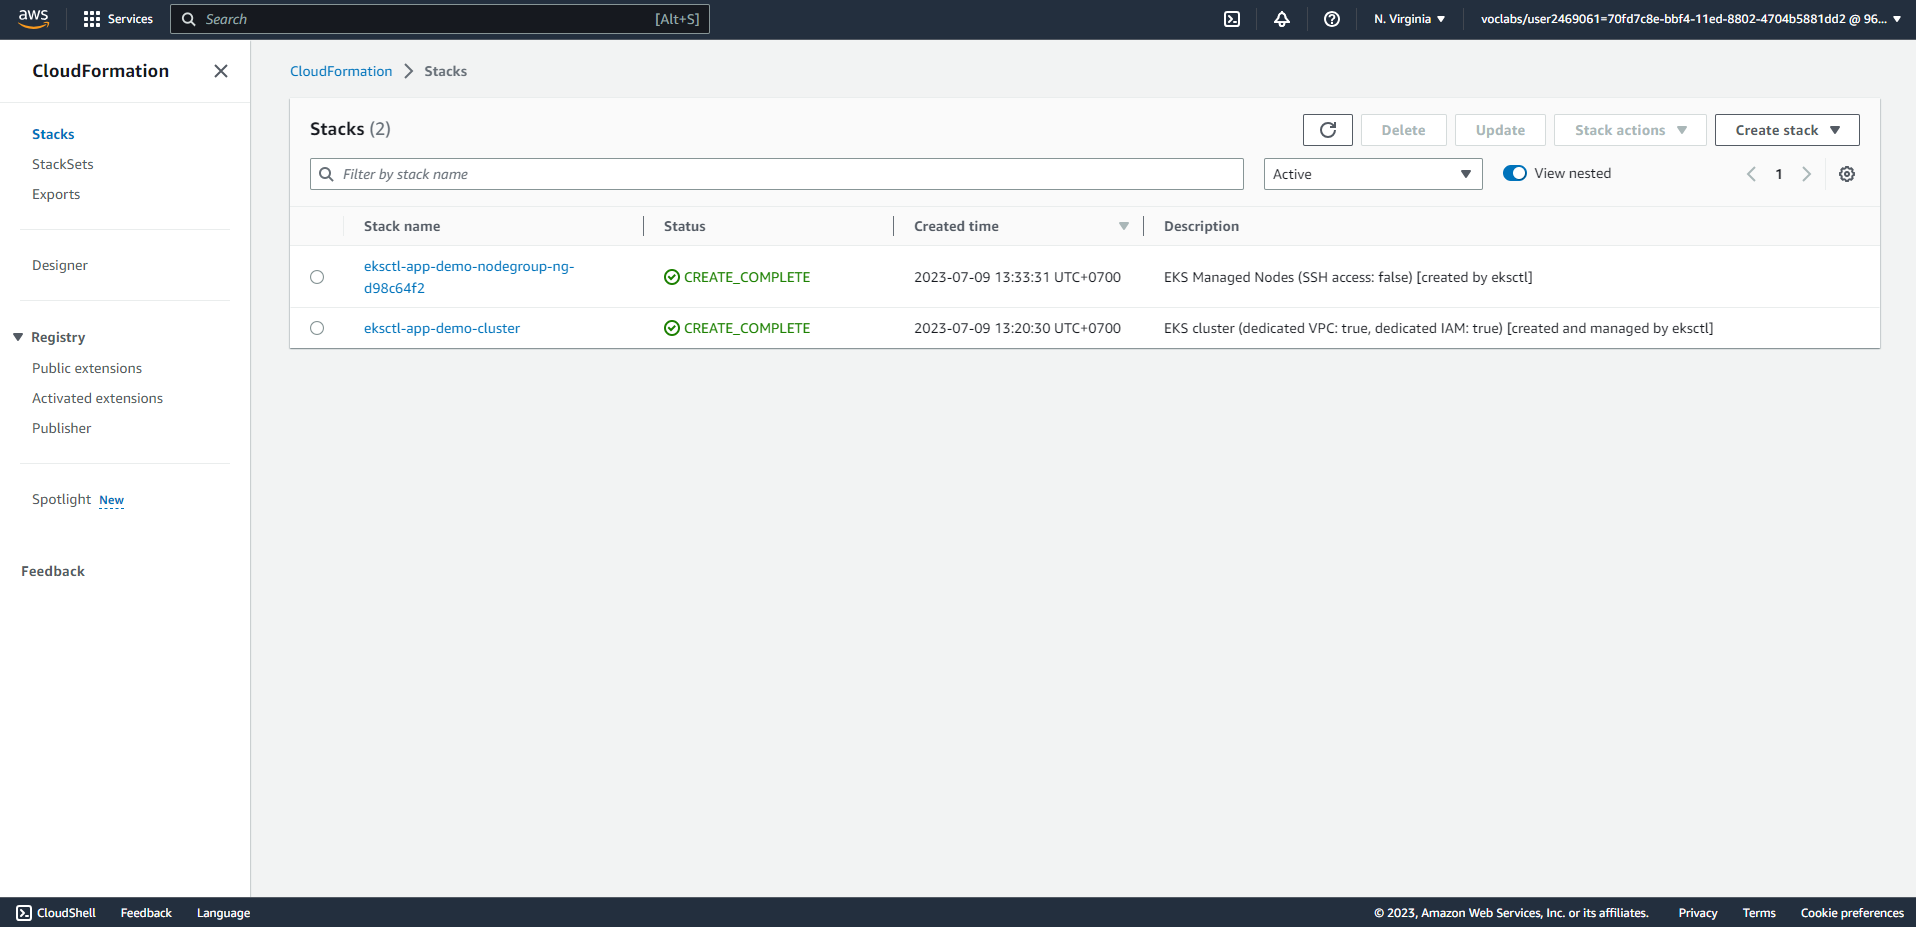 aws
Services
Search
[Alt+S]
N. Virginia
voclabs/user2469061=70fd7c8e-bbf4-11ed-8802-4704b5881dd2 @ 96...
CloudFormation
Stacks
StackSets
Exports
Designer
Registry
Public extensions
Activated extensions
Publisher
Spotlight New
Feedback
CloudFormation Stacks
Stacks (2)
Delete
Update
Stack actions
Create stack
Filter by stack name
Active
View nested
1
Stack name Status Created time Description
eksctl-app-demo-nodegroup-ng-
d98c64f2
CREATE_COMPLETE
2023-07-09 13:33:31 UTC+0700
EKS Managed Nodes (SSH access: false) [created by eksctl]
eksctl-app-demo-cluster
CREATE_COMPLETE
2023-07-09 13:20:30 UTC+0700
EKS cluster (dedicated VPC: true, dedicated IAM: true) [created and managed by eksctl]
CloudShell
Feedback
Language
© 2023, Amazon Web Services, Inc. or its affiliates.
Privacy
Terms
Cookie preferences